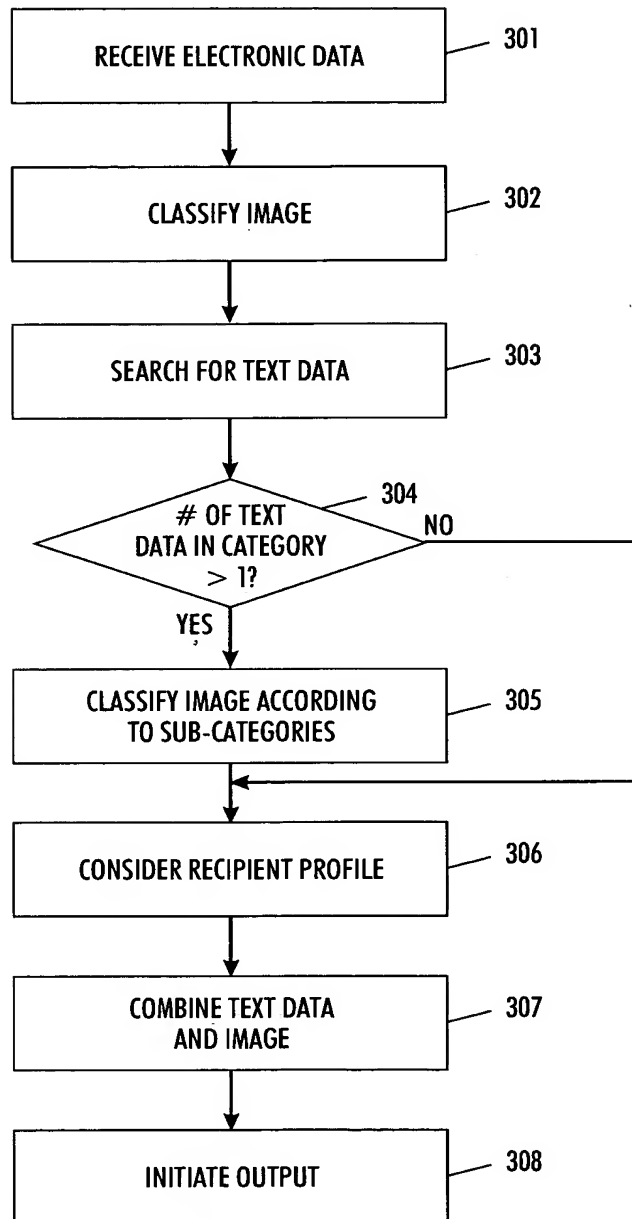 RECEIVE ELECTRONIC DATA
301
CLASSIFY IMAGE
302
SEARCH FOR TEXT DATA
303
# OF TEXT
DATA IN CATEGORY
> 1?
304
NO
YES
CLASSIFY IMAGE ACCORDING
TO SUB-CATEGORIES
305
CONSIDER RECIPIENT PROFILE
306
COMBINE TEXT DATA
AND IMAGE
307
INITIATE OUTPUT
308